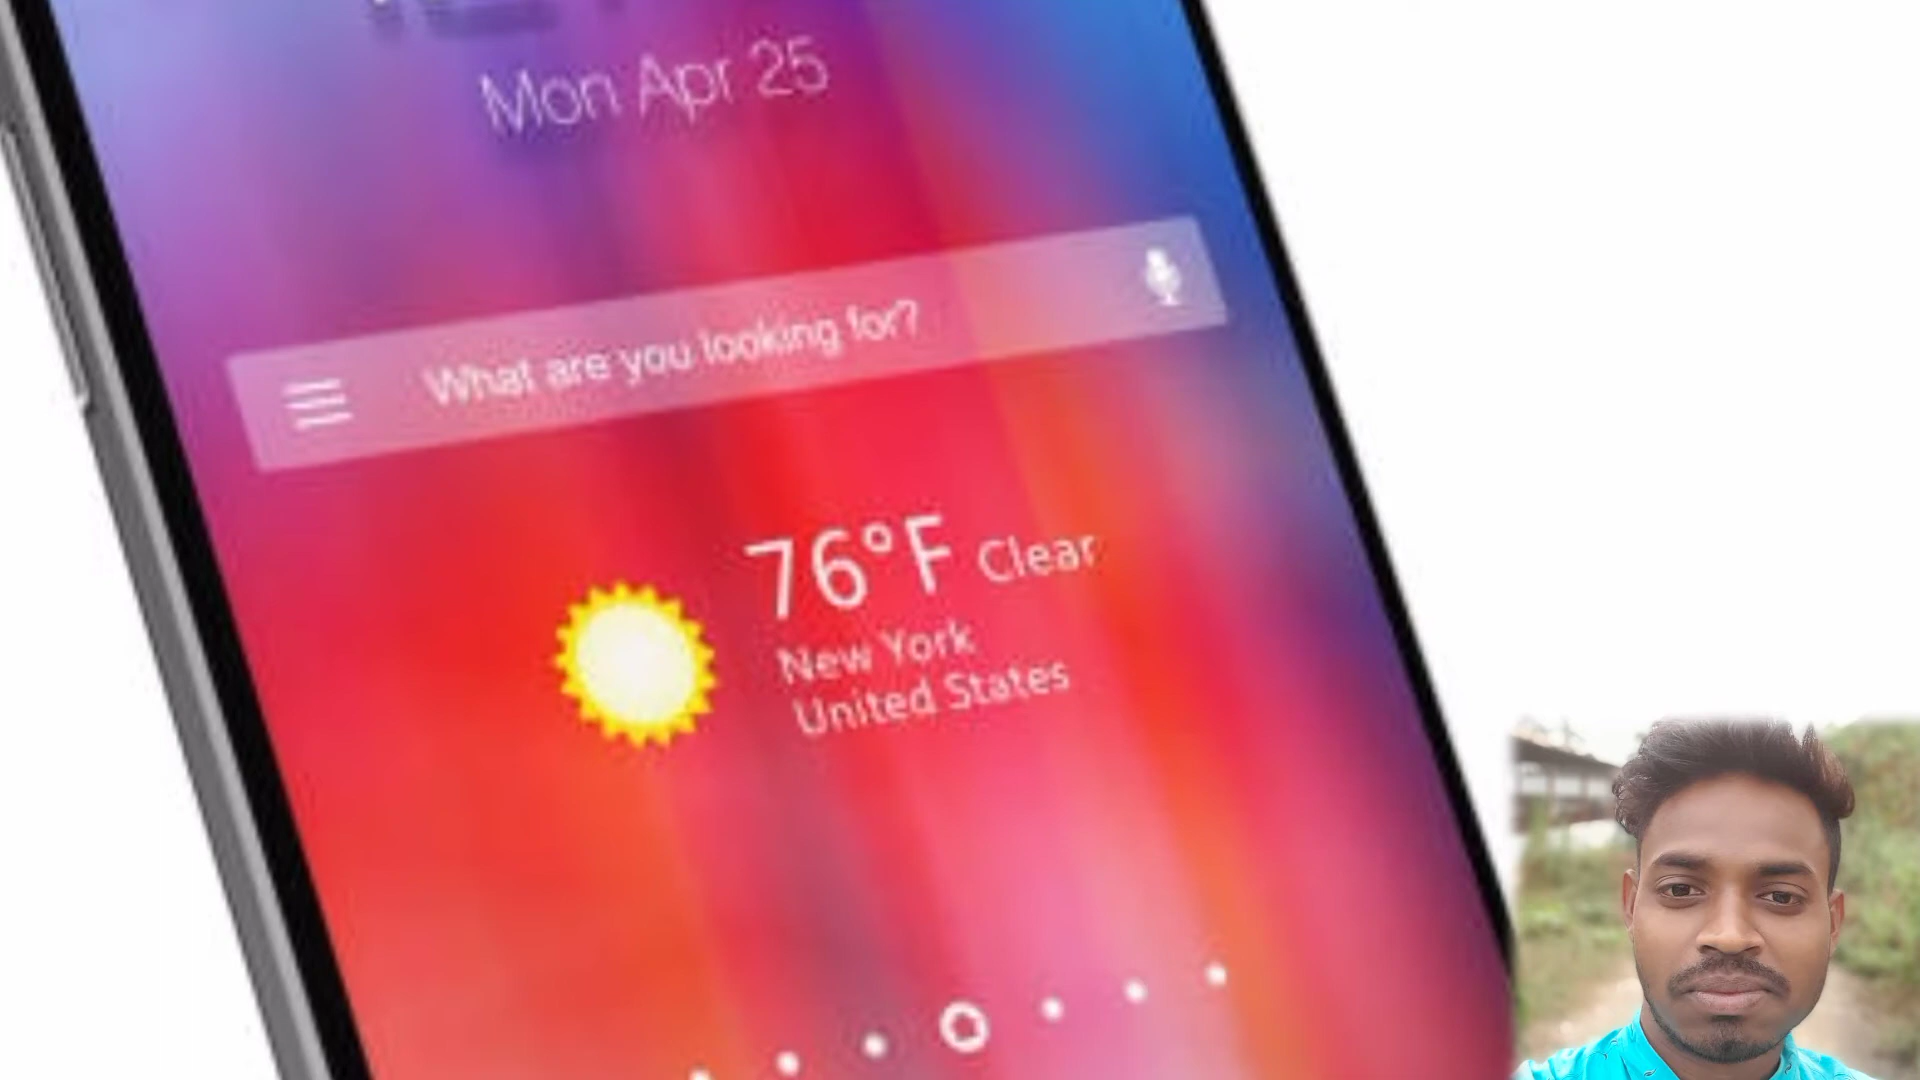 Mon Apr 25
What are you looking for?
76°F Clear
New York
United States